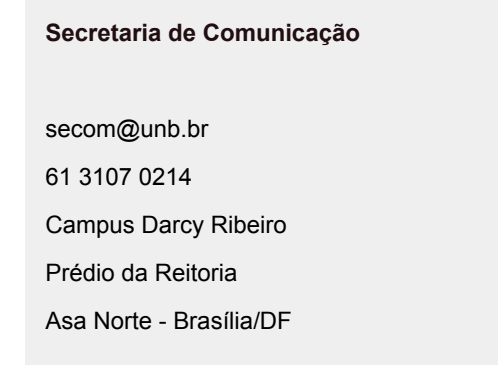 Secretaria de Comunicação
secom@unb.br
61 3107 0214
Campus Darcy Ribeiro
Prédio da Reitoria
Asa Norte - Brasília/DF